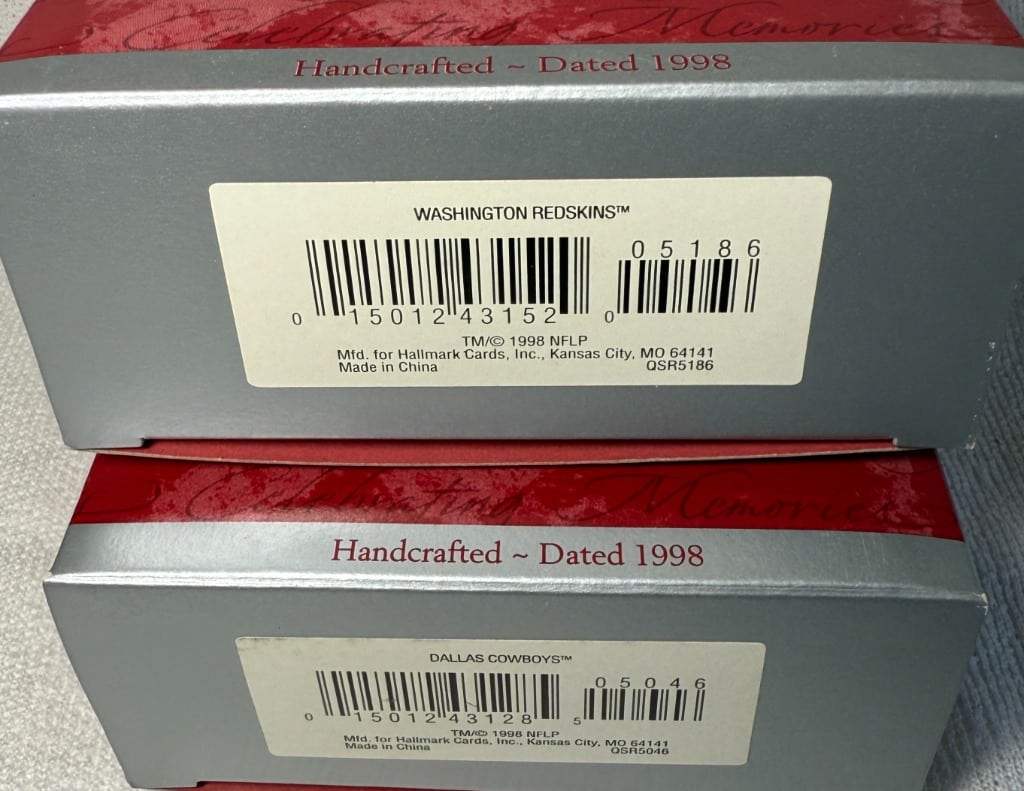 Celebrating Memories
Handcrafted ~ Dated 1998
WASHINGTON REDSKINS™
05186
0 15012 43152 0
TM/© 1998 NFLP
Mfd. for Hallmark Cards, Inc., Kansas City, MO 64141
Made in China QSR5186
Celebrating Memories
Handcrafted ~ Dated 1998
DALLAS COWBOYS™
05046
0 15012 43128 5
TM/© 1998 NFLP
Mfd. for Hallmark Cards, Inc., Kansas City, MO 64141
Made in China QSR5046